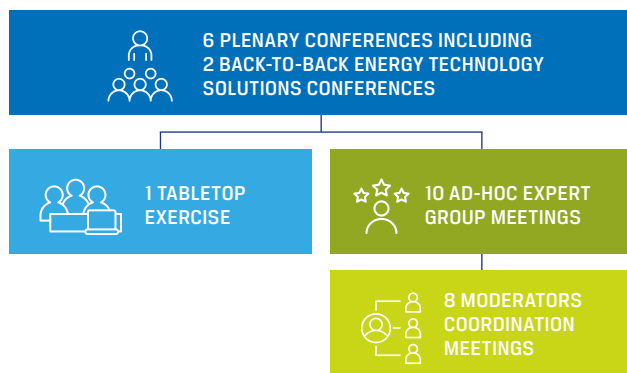 6 PLENARY CONFERENCES INCLUDING
2 BACK-TO-BACK ENERGY TECHNOLOGY
SOLUTIONS CONFERENCES
1 TABLETOP
EXERCISE
10 AD-HOC EXPERT
GROUP MEETINGS
8 MODERATORS
COORDINATION
MEETINGS